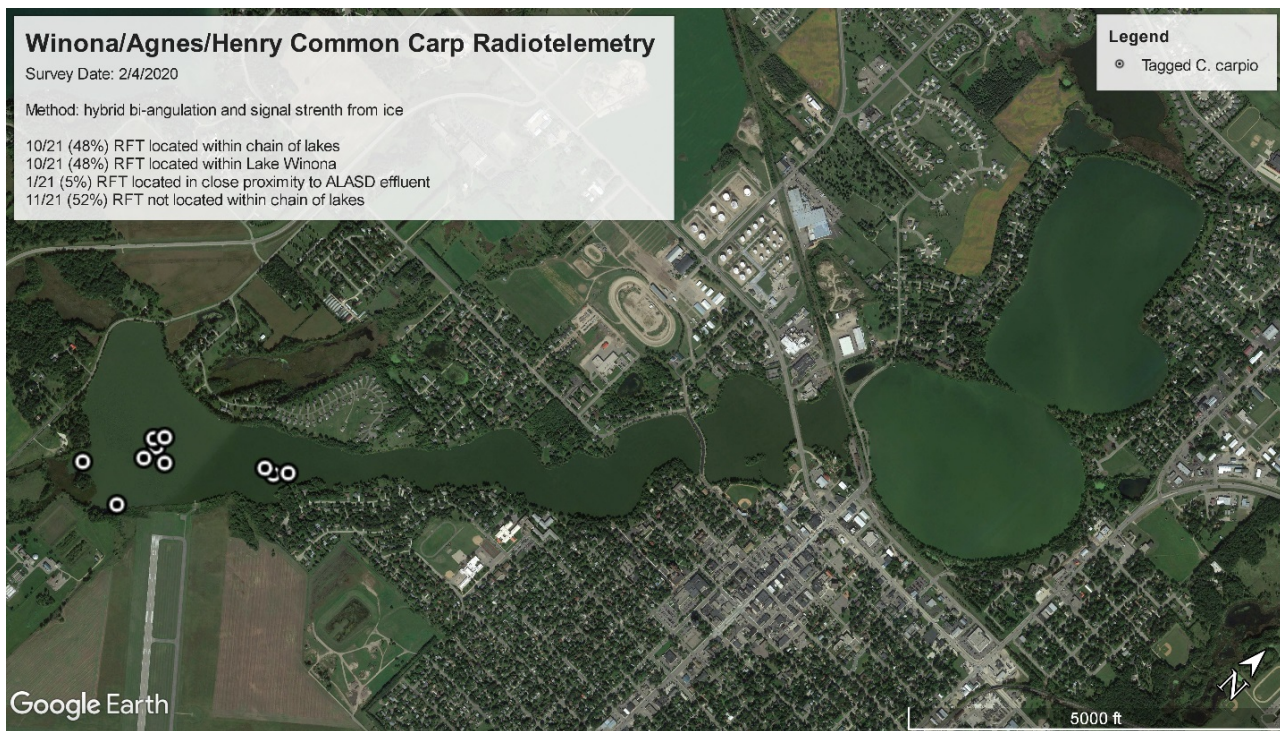 Winona/Agnes/Henry Common Carp Radiotelemetry
Survey Date: 2/4/2020
Method: hybrid bi-angulation and signal strenth from ice
10/21 (48%) RFT located within chain of lakes
10/21 (48%) RFT located within Lake Winona
1/21 (5%) RFT located in close proximity to ALASD effluent
11/21 (52%) RFT not located within chain of lakes
Legend
Tagged C. carpio
Google Earth
N
5000 ft